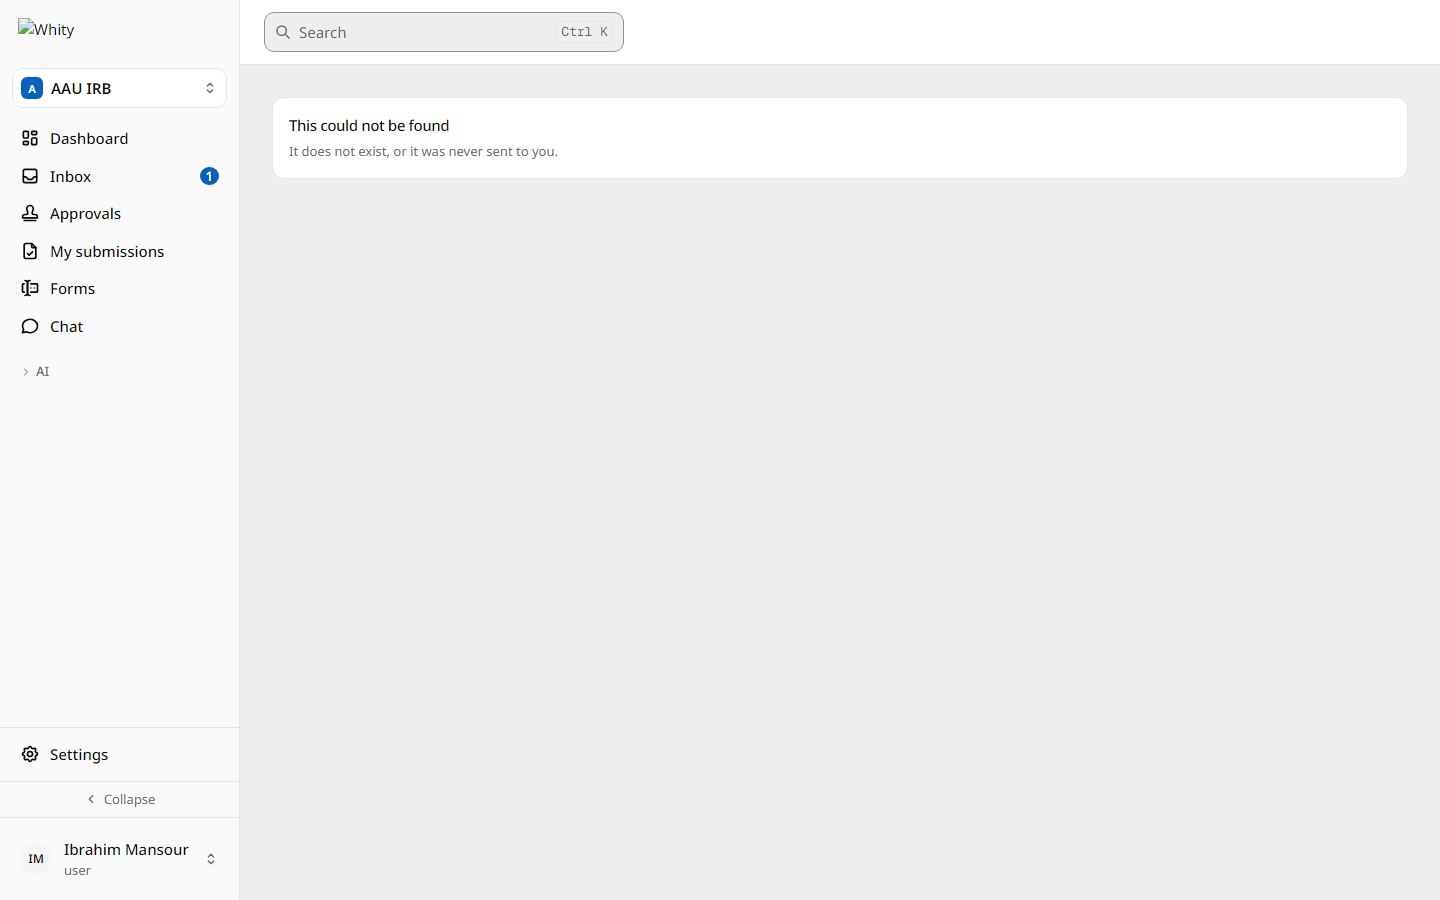 Whity
AAU IRB
A
Dashboard
Inbox
1
Approvals
My submissions
Forms
Chat
AI
Settings
Collapse
IM
Ibrahim Mansour
user
Search
Ctrl K
This could not be found
It does not exist, or it was never sent to you.